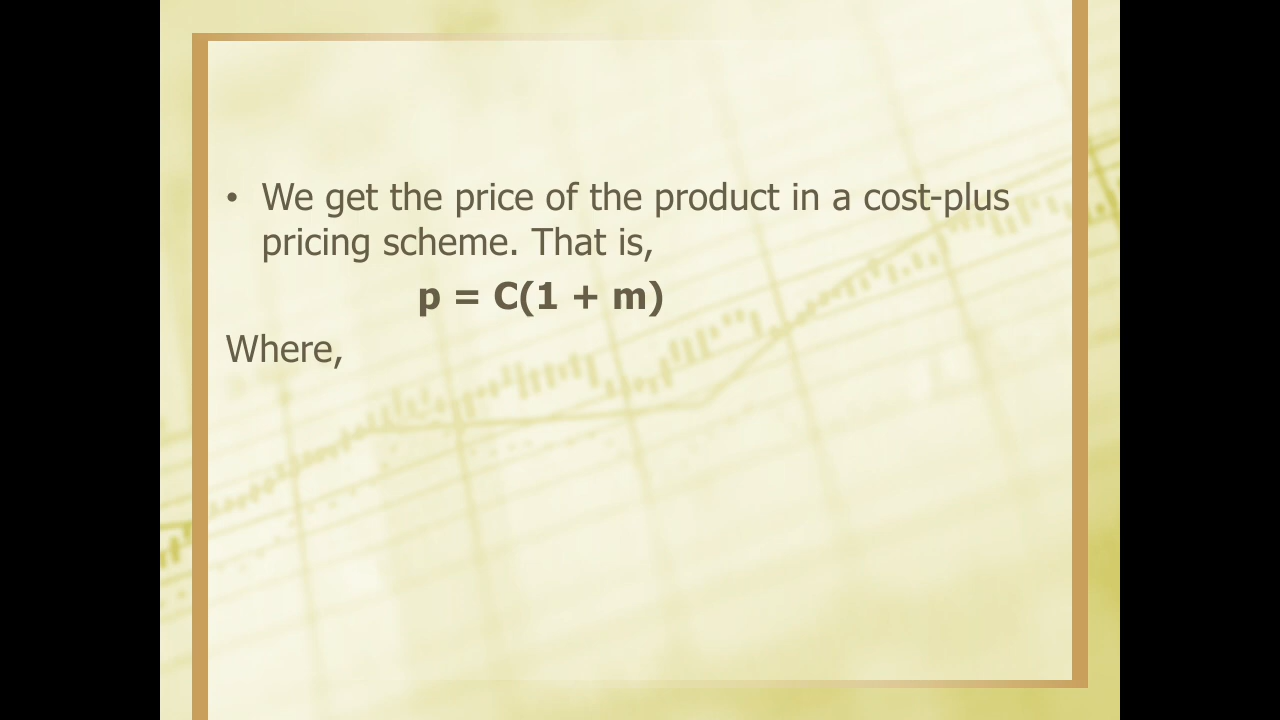 • We get the price of the product in a cost-plus
pricing scheme. That is,
p = C(1 + m)
Where,